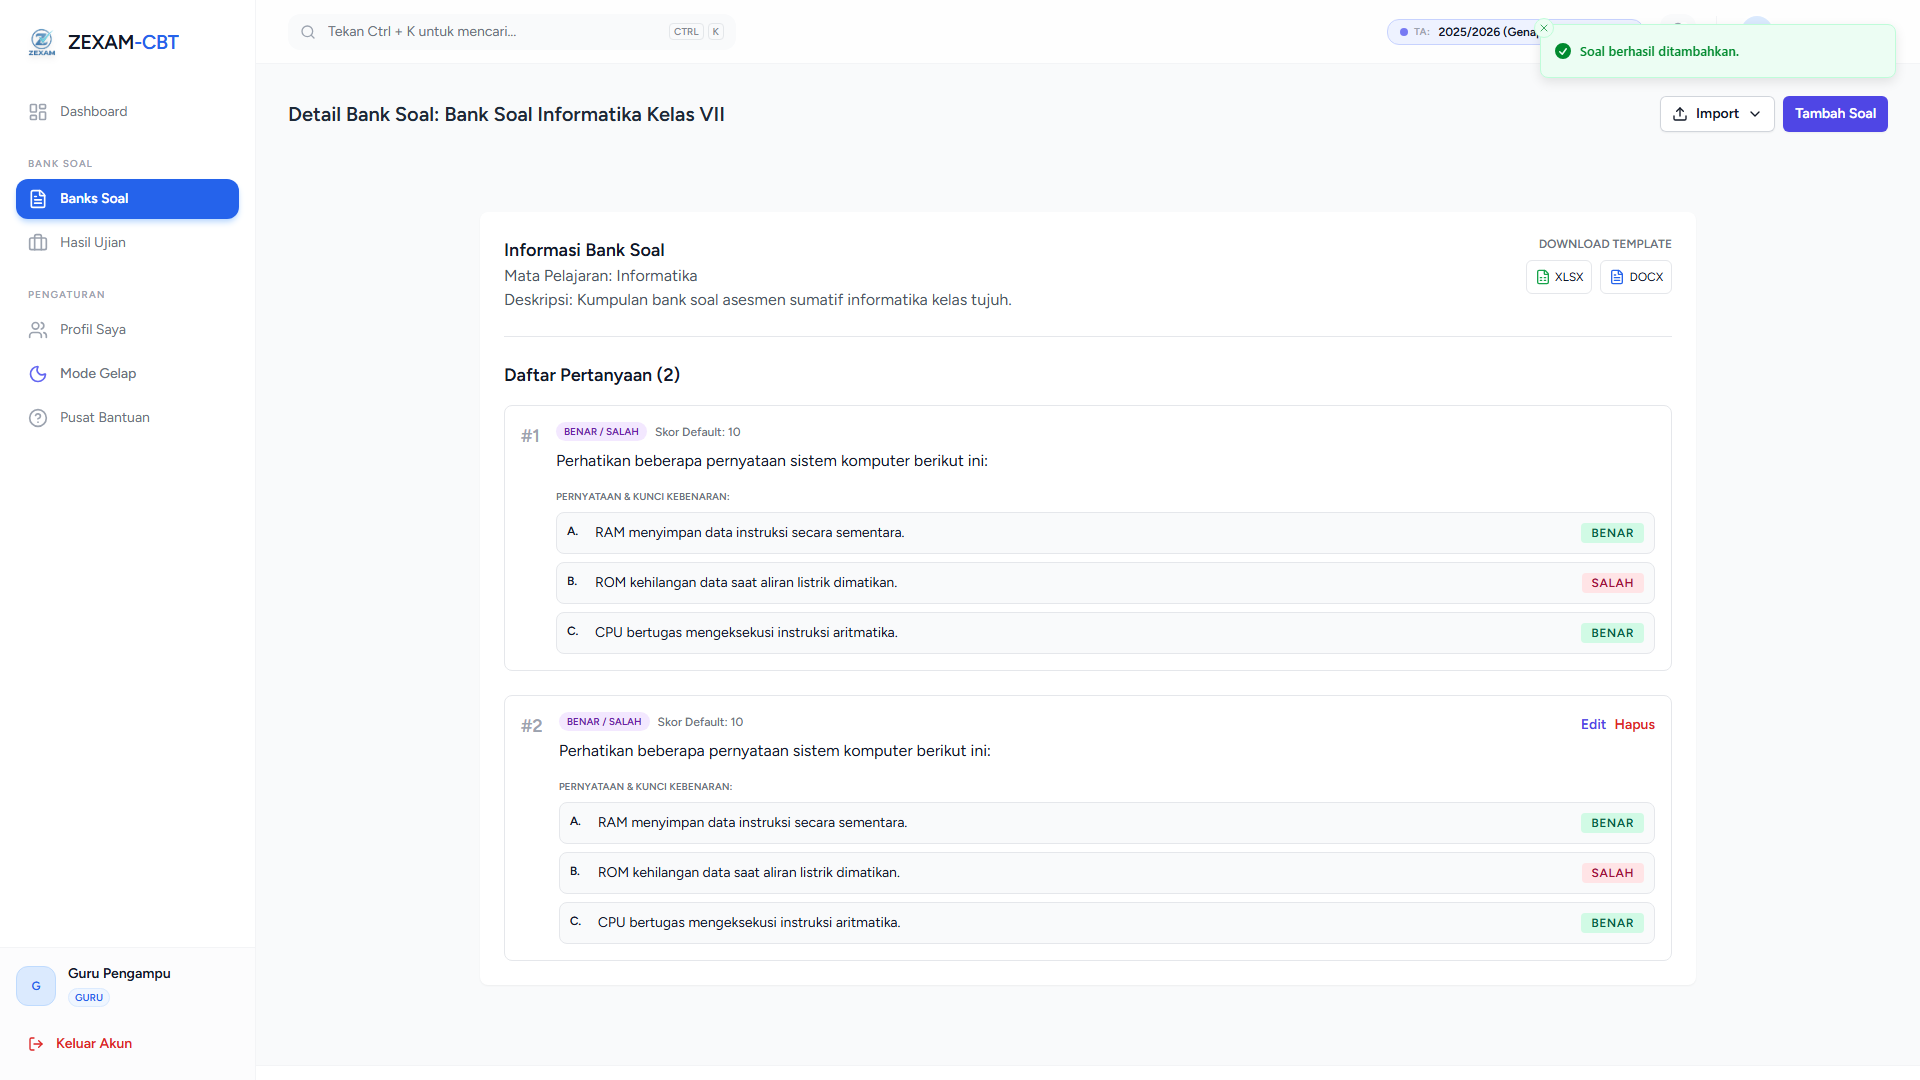 ZEXAM
ZEXAM-CBT
Tekan Ctrl + K untuk mencari...
CTRL K
TA: 2025/2026 (Gena
Soal berhasil ditambahkan.
Dashboard
BANK SOAL
Banks Soal
Hasil Ujian
PENGATURAN
Profil Saya
Mode Gelap
Pusat Bantuan
Guru Pengampu
G
GURU
Keluar Akun
Detail Bank Soal: Bank Soal Informatika Kelas VII
Import
Tambah Soal
Informasi Bank Soal
Mata Pelajaran: Informatika
Deskripsi: Kumpulan bank soal asesmen sumatif informatika kelas tujuh.
DOWNLOAD TEMPLATE
XLSX
DOCX
Daftar Pertanyaan (2)
#1
BENAR / SALAH
Skor Default: 10
Perhatikan beberapa pernyataan sistem komputer berikut ini:
PERNYATAAN & KUNCI KEBENARAN:
A. RAM menyimpan data instruksi secara sementara. BENAR
B. ROM kehilangan data saat aliran listrik dimatikan. SALAH
C. CPU bertugas mengeksekusi instruksi aritmatika. BENAR
#2
BENAR / SALAH
Skor Default: 10
Edit Hapus
Perhatikan beberapa pernyataan sistem komputer berikut ini:
PERNYATAAN & KUNCI KEBENARAN:
A. RAM menyimpan data instruksi secara sementara. BENAR
B. ROM kehilangan data saat aliran listrik dimatikan. SALAH
C. CPU bertugas mengeksekusi instruksi aritmatika. BENAR